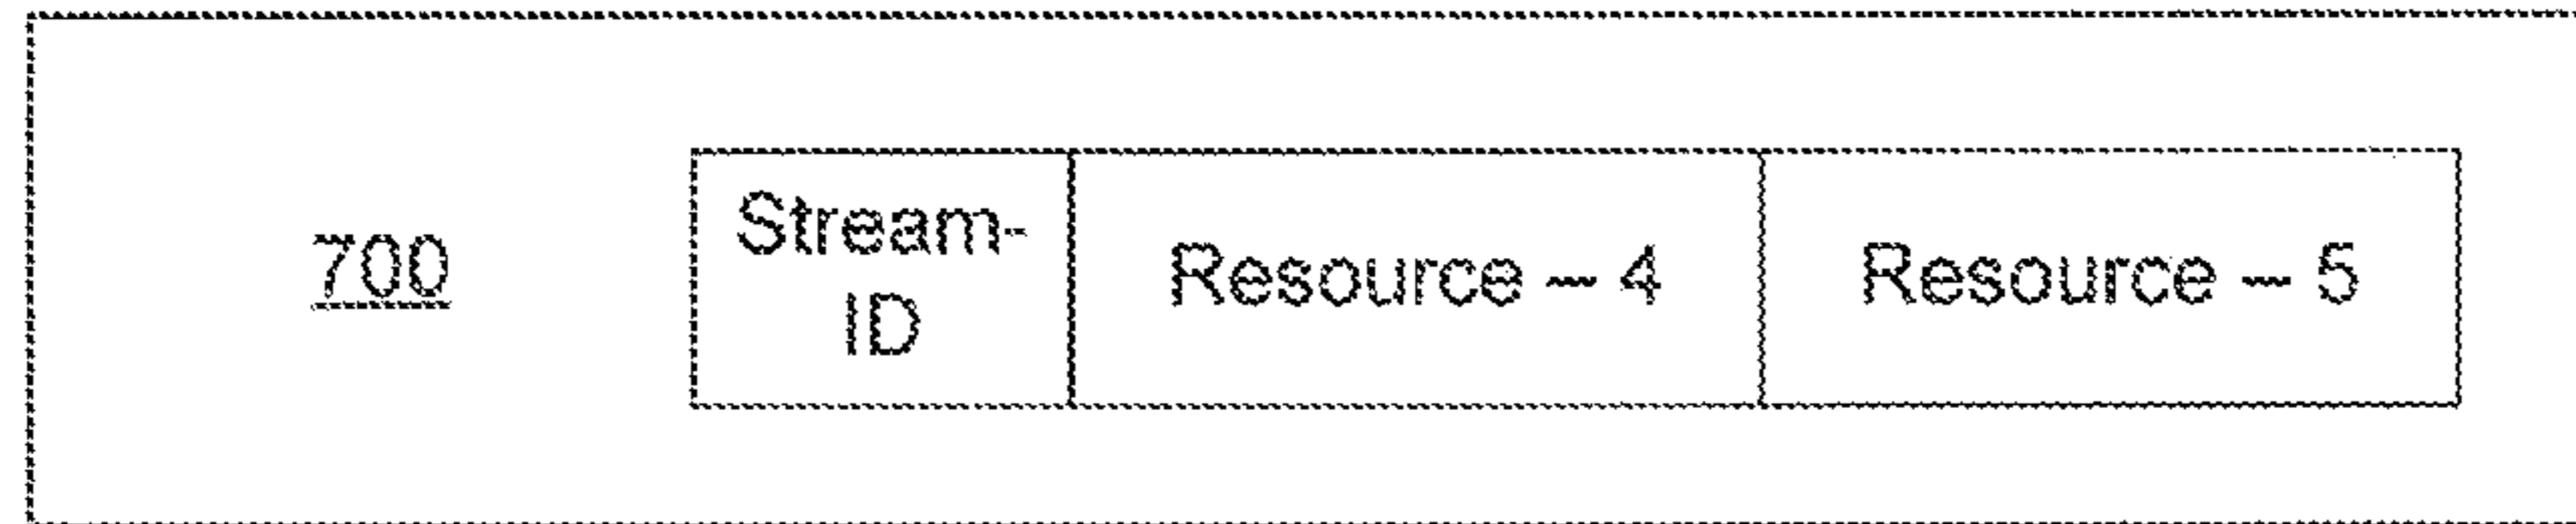 700
Stream-
ID
Resource – 4
Resource – 5